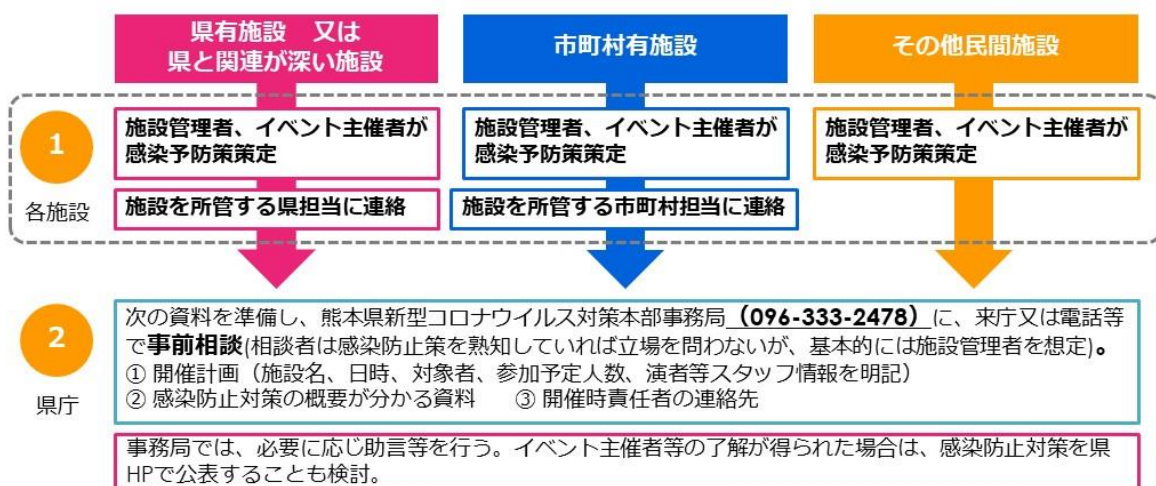 県有施設　又は
県と関連が深い施設
市町村有施設
その他民間施設
1
各施設
施設管理者、イベント主催者が
感染予防策策定
施設を所管する県担当に連絡
施設管理者、イベント主催者が
感染予防策策定
施設を所管する市町村担当に連絡
施設管理者、イベント主催者が
感染予防策策定
2
県庁
次の資料を準備し、熊本県新型コロナウイルス対策本部事務局（096-333-2478）に、来庁又は電話等
で事前相談(相談者は感染防止策を熟知していれば立場を問わないが、基本的には施設管理者を想定)。
① 開催計画（施設名、日時、対象者、参加予定人数、演者等スタッフ情報を明記）
② 感染防止対策の概要が分かる資料　　③ 開催時責任者の連絡先
事務局では、必要に応じ助言等を行う。イベント主催者等の了解が得られた場合は、感染防止対策を県
HPで公表することも検討。